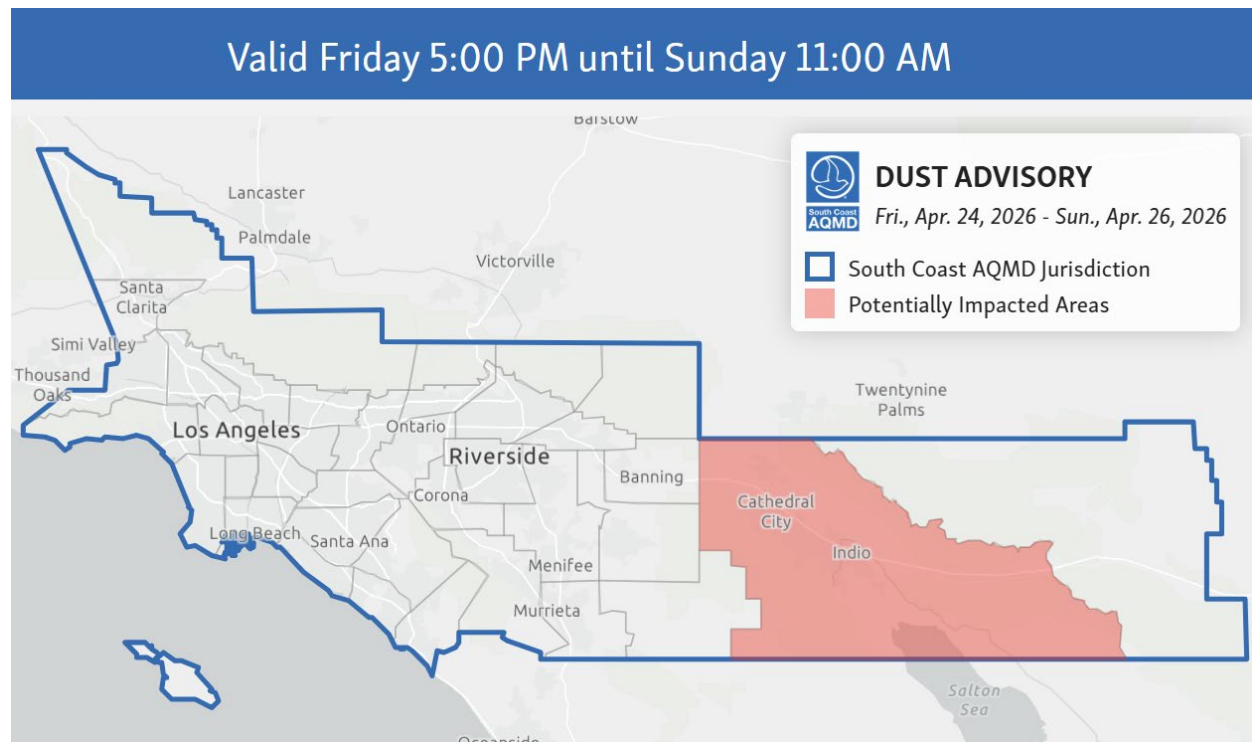 Valid Friday 5:00 PM until Sunday 11:00 AM
Barstow
DUST ADVISORY
South Coast
AQMD
Fri., Apr. 24, 2026 - Sun., Apr. 26, 2026
South Coast AQMD Jurisdiction
Potentially Impacted Areas
Lancaster
Palmdale
Victorville
Santa
Clarita
Simi Valley
Thousand
Oaks
Twentynine
Palms
Los Angeles
Ontario
Riverside
Banning
Corona
Cathedral
City
Long Beach
Santa Ana
Indio
Menifee
Murrieta
Salton
Sea
Oceanside